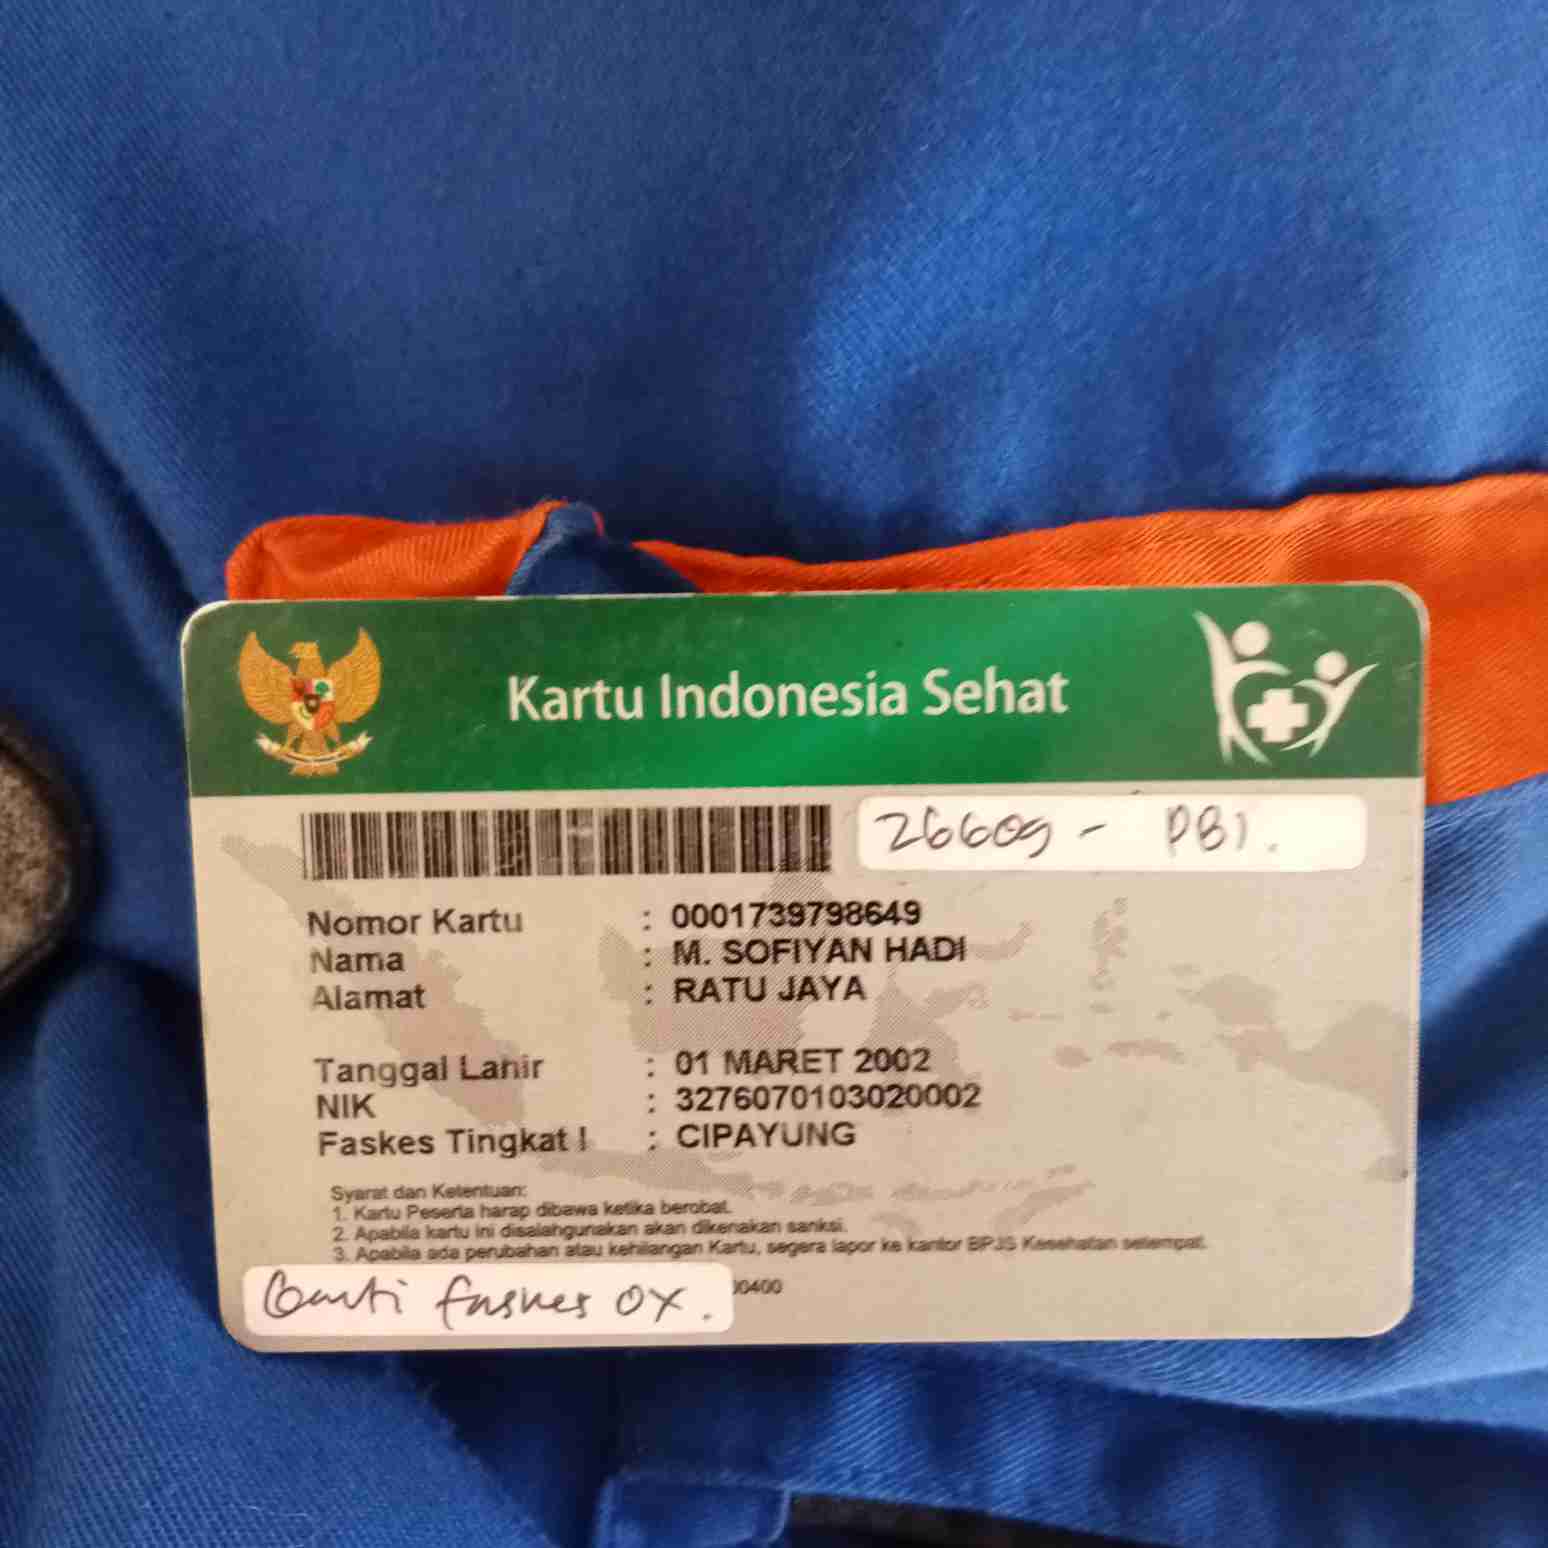 Kartu Indonesia Sehat
26609 - PBI.
Nomor Kartu : 0001739798649
Nama : M. SOFIYAN HADI
Alamat : RATU JAYA
Tanggal Lahir : 01 MARET 2002
NIK : 3276070103020002
Faskes Tingkat I : CIPAYUNG
Syarat dan Ketentuan:
1. Kartu Peserta harap dibawa ketika berobat.
2. Apabila kartu ini disalahgunakan akan dikenakan sanksi.
3. Apabila ada perubahan atau kehilangan Kartu, segera lapor ke kantor BPJS Kesehatan setempat.
Ganti faskes OX. 00400